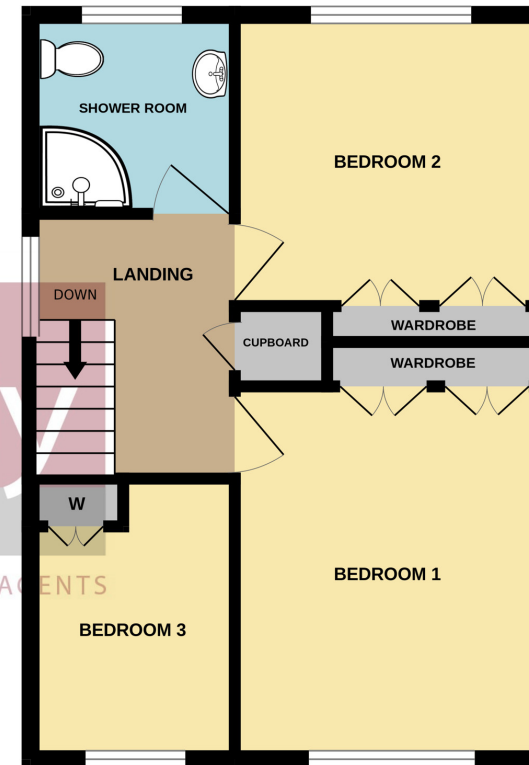 SHOWER ROOM
BEDROOM 2
LANDING
DOWN
WARDROBE
CUPBOARD
WARDROBE
y
W
BEDROOM 1
AGENTS
BEDROOM 3